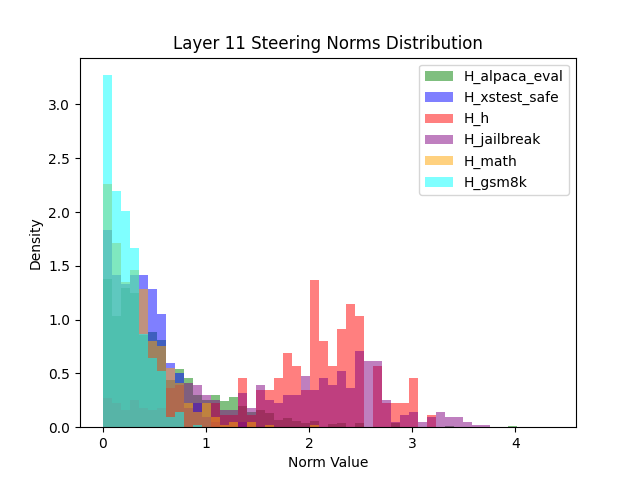 Layer 11 Steering Norms Distribution
H_alpaca_eval
H_xstest_safe
H_h
H_jailbreak
H_math
H_gsm8k
Density
3.0
2.5
2.0
1.5
1.0
0.5
0.0
0
1
2
3
4
Norm Value